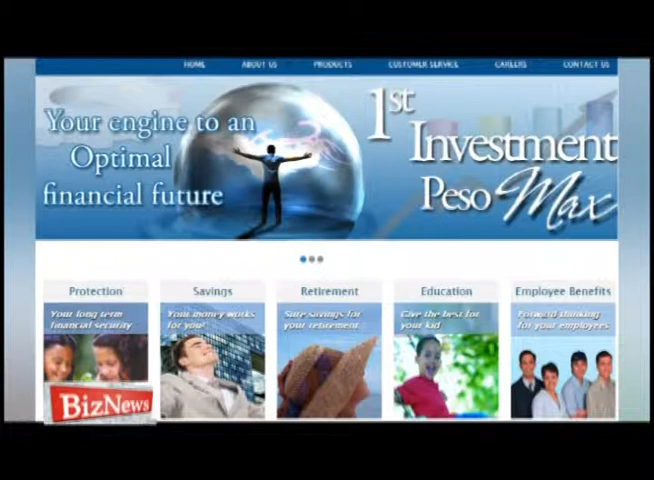 HOME ABOUT US PRODUCTS CUSTOMER SERVICE CAREERS CONTACT US
Your engine to an
Optimal
financial future
1st
Investment
Peso Max
Protection Savings Retirement Education Employee Benefits
Your long term
financial security
Your money works
for you!
Sure savings for
your retirement
Give the best for
your kid
Forward thinking
for your employees
BizNews